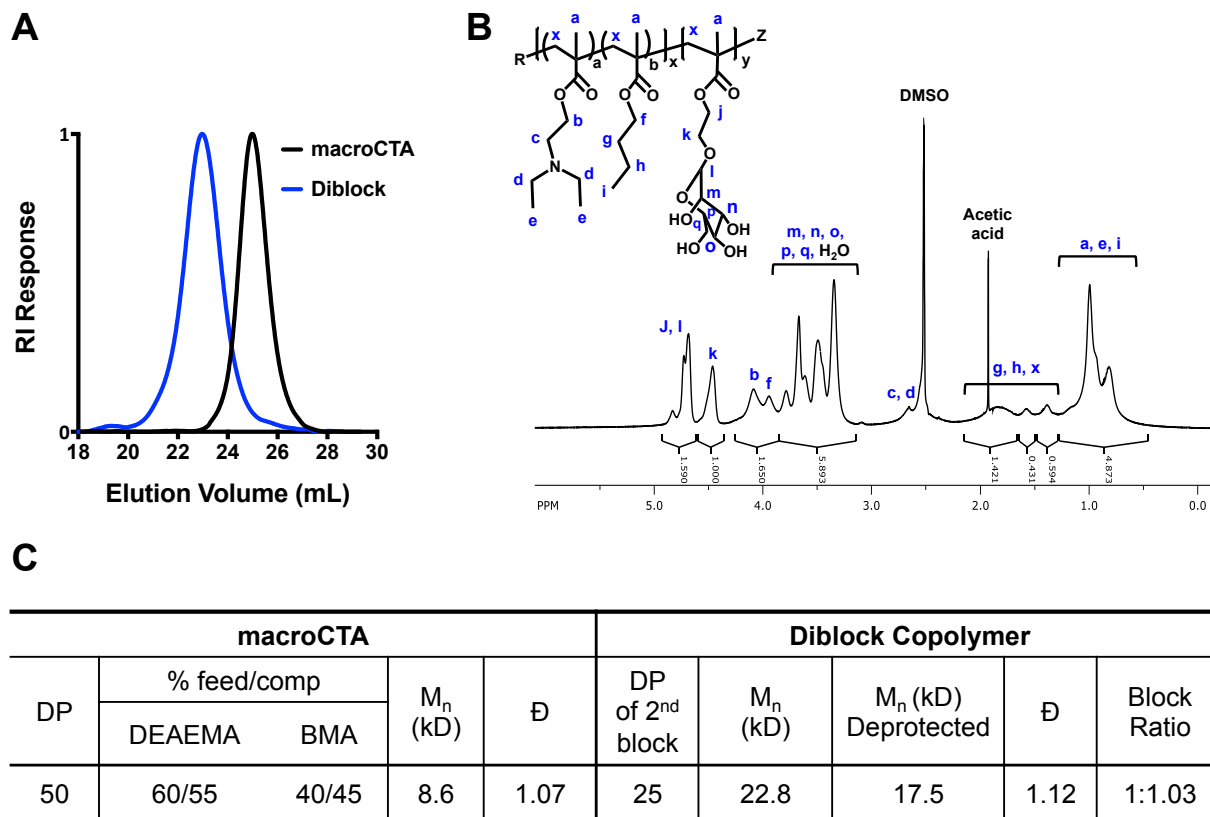 A
1
RI Response
0
macroCTA
Diblock
18 20 22 24 26 28 30
Elution Volume (mL)
B
R
x
a
a
x
a
b
x
x
a
y
Z
O O
O O
O O
b
c
N
d d
e e
f
g
h
i
j
k
O
l
O m
HO p n
q OH
HO o OH
DMSO
Acetic
acid
m, n, o,
p, q, H₂O
a, e, i
J, l
k
b
f
c, d
g, h, x
1.590
1.000
1.650
5.893
1.421
0.431
0.594
4.873
PPM 5.0 4.0 3.0 2.0 1.0 0.0
C
macroCTA Diblock Copolymer
DP % feed/comp Mn (kD) Đ DP of 2nd block Mn (kD) Mn (kD) Deprotected Đ Block Ratio
DEAEMA BMA
50 60/55 40/45 8.6 1.07 25 22.8 17.5 1.12 1:1.03